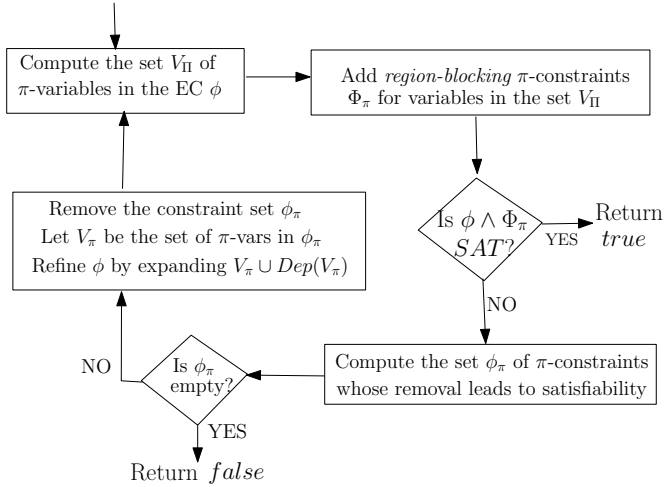 Compute the set V_Π of
π-variables in the EC ϕ
Add region-blocking π-constraints
Φ_π for variables in the set V_Π
Is ϕ ∧ Φ_π
SAT?
YES
Return
true
NO
Compute the set ϕ_π of π-constraints
whose removal leads to satisfiability
Is ϕ_π
empty?
YES
Return false
NO
Remove the constraint set ϕ_π
Let V_π be the set of π-vars in ϕ_π
Refine ϕ by expanding V_π ∪ Dep(V_π)